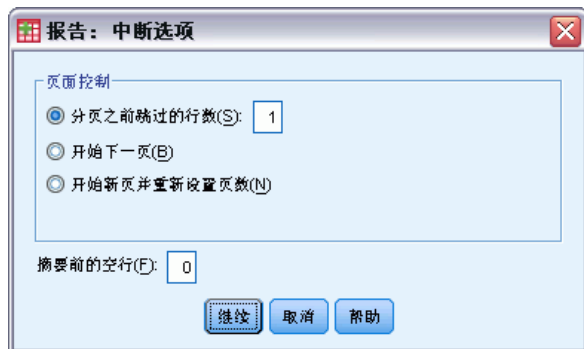 报告：中断选项
页面控制
分页之前跳过的行数(S): 1
开始下一页(B)
开始新页并重新设置页数(N)
摘要前的空行(F): 0
继续 取消 帮助